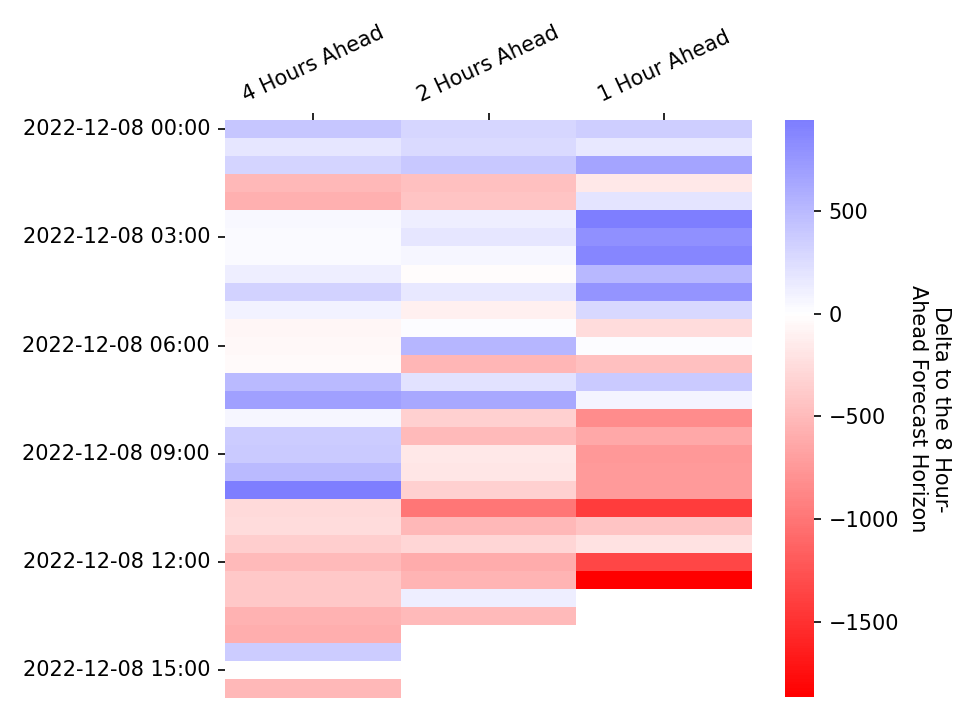 4 Hours Ahead
2 Hours Ahead
1 Hour Ahead
2022-12-08 00:00
2022-12-08 03:00
2022-12-08 06:00
2022-12-08 09:00
2022-12-08 12:00
2022-12-08 15:00
500
0
−500
−1000
−1500
Delta to the 8 Hour-
Ahead Forecast Horizon